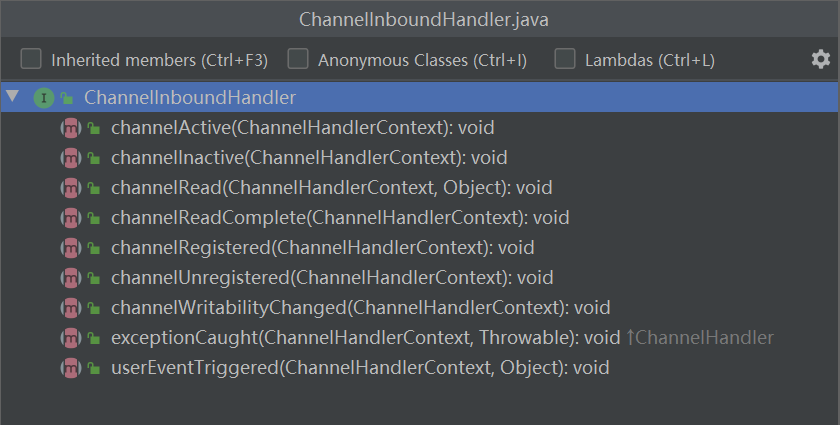 ChannelInboundHandler.java
Inherited members (Ctrl+F3) Anonymous Classes (Ctrl+I) Lambdas (Ctrl+L)
I ChannelInboundHandler
m channelActive(ChannelHandlerContext): void
m channelInactive(ChannelHandlerContext): void
m channelRead(ChannelHandlerContext, Object): void
m channelReadComplete(ChannelHandlerContext): void
m channelRegistered(ChannelHandlerContext): void
m channelUnregistered(ChannelHandlerContext): void
m channelWritabilityChanged(ChannelHandlerContext): void
m exceptionCaught(ChannelHandlerContext, Throwable): void ↑ChannelHandler
m userEventTriggered(ChannelHandlerContext, Object): void